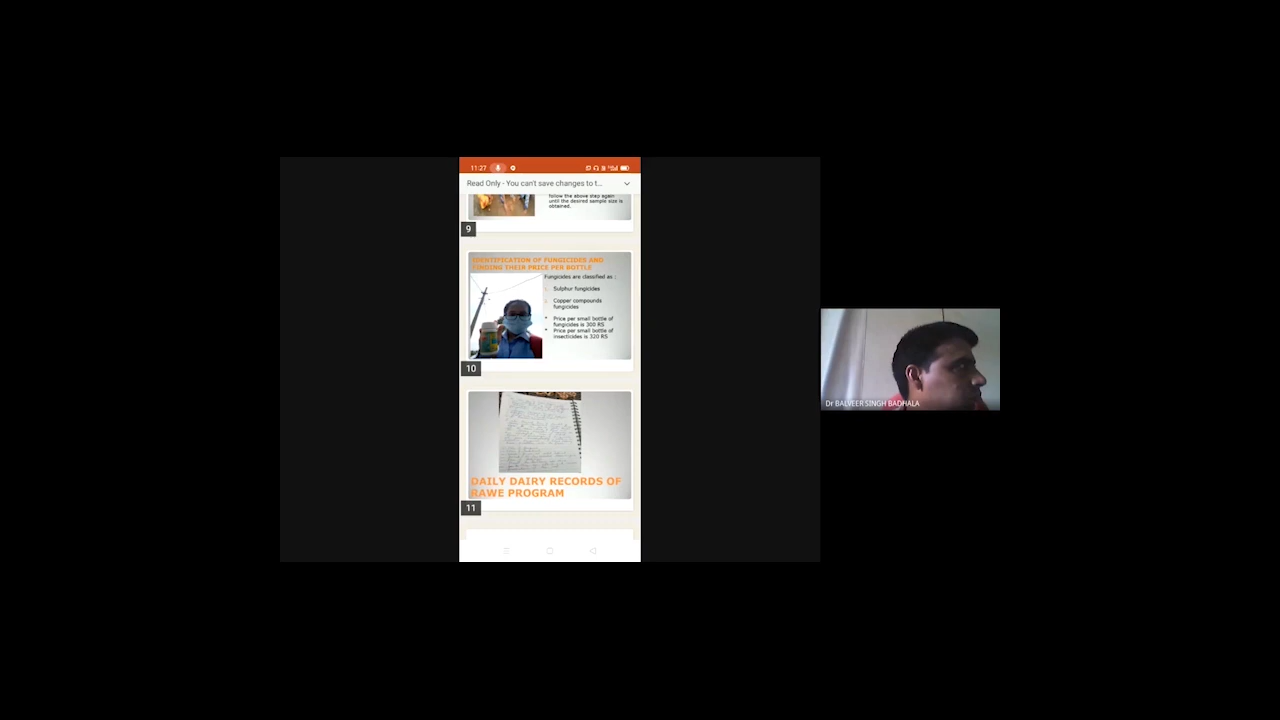 11:27
Read Only - You can't save changes to t...
follow the above step again
until the desired sample size is
obtained.
9
IDENTIFICATION OF FUNGICIDES AND
FINDING THEIR PRICE PER BOTTLE
Fungicides are classified as :
Sulphur fungicides
Copper compounds
fungicides
Price per small bottle of
fungicides is 300 RS
Price per small bottle of
insecticides is 320 RS
10
DAILY DAIRY RECORDS OF
RAWE PROGRAM
11
Dr BALVEER SINGH BADHALA